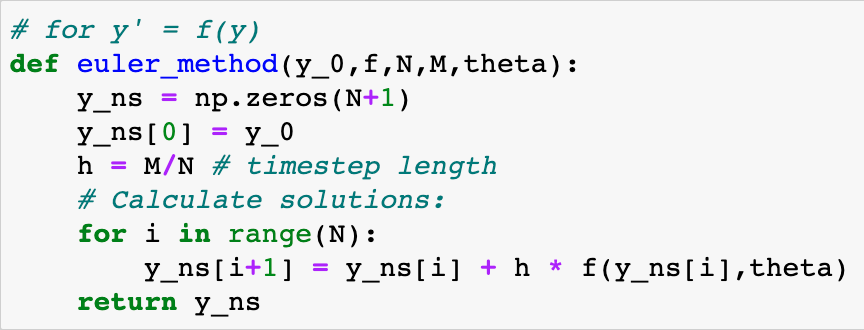 # for y' = f(y)
def euler_method(y_0,f,N,M,theta):
    y_ns = np.zeros(N+1)
    y_ns[0] = y_0
    h = M/N # timestep length
    # Calculate solutions:
    for i in range(N):
        y_ns[i+1] = y_ns[i] + h * f(y_ns[i],theta)
    return y_ns